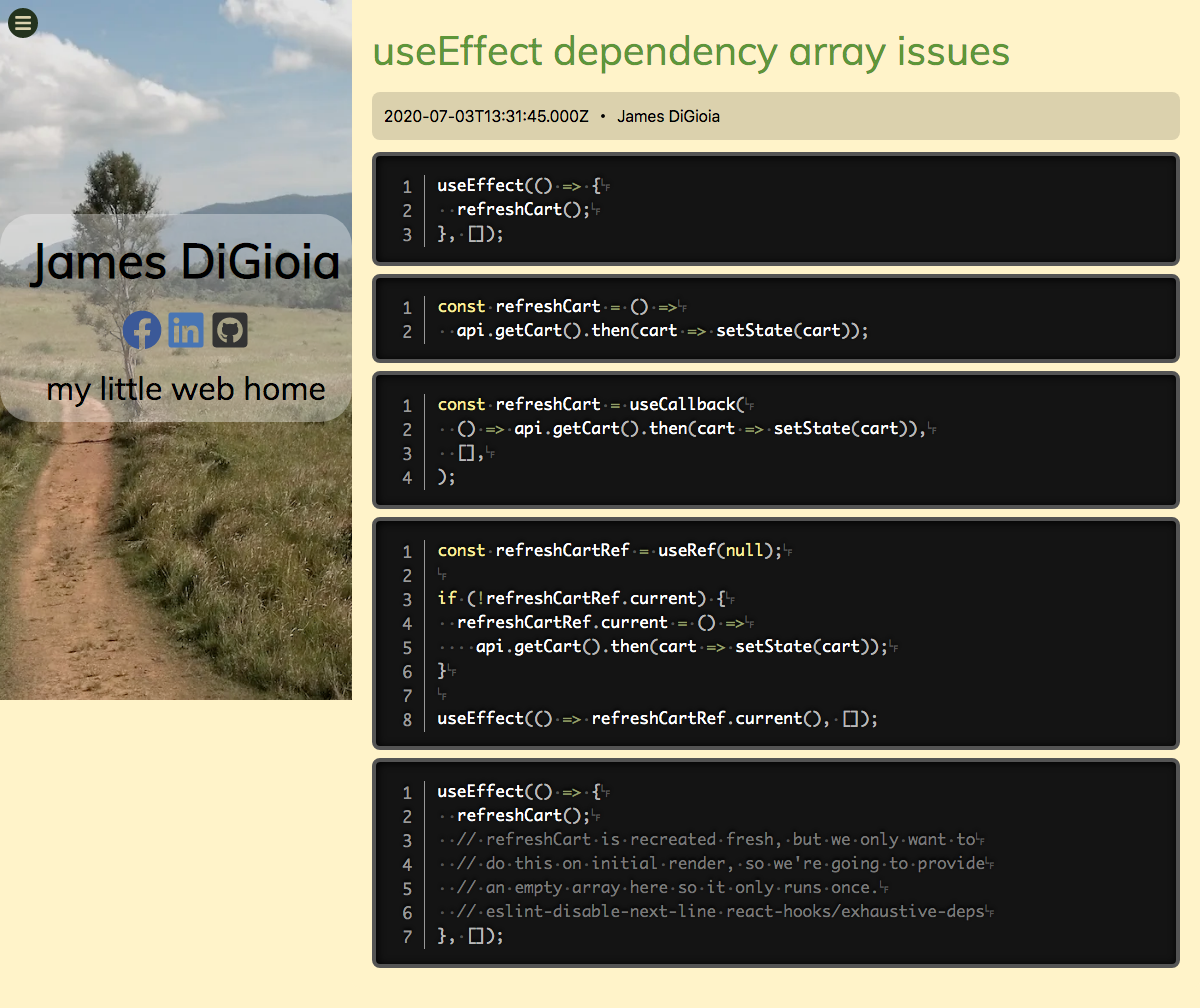 James DiGioia
my little web home
useEffect dependency array issues
2020-07-03T13:31:45.000Z • James DiGioia
1 useEffect(() => {
2   refreshCart();
3 }, []);
1 const refreshCart = () =>
2   api.getCart().then(cart => setState(cart));
1 const refreshCart = useCallback(
2   () => api.getCart().then(cart => setState(cart)),
3   [],
4 );
1 const refreshCartRef = useRef(null);
2
3 if (!refreshCartRef.current) {
4   refreshCartRef.current = () =>
5     api.getCart().then(cart => setState(cart));
6 }
7
8 useEffect(() => refreshCartRef.current(), []);
1 useEffect(() => {
2   refreshCart();
3   // refreshCart is recreated fresh, but we only want to
4   // do this on initial render, so we're going to provide
5   // an empty array here so it only runs once.
6   // eslint-disable-next-line react-hooks/exhaustive-deps
7 }, []);